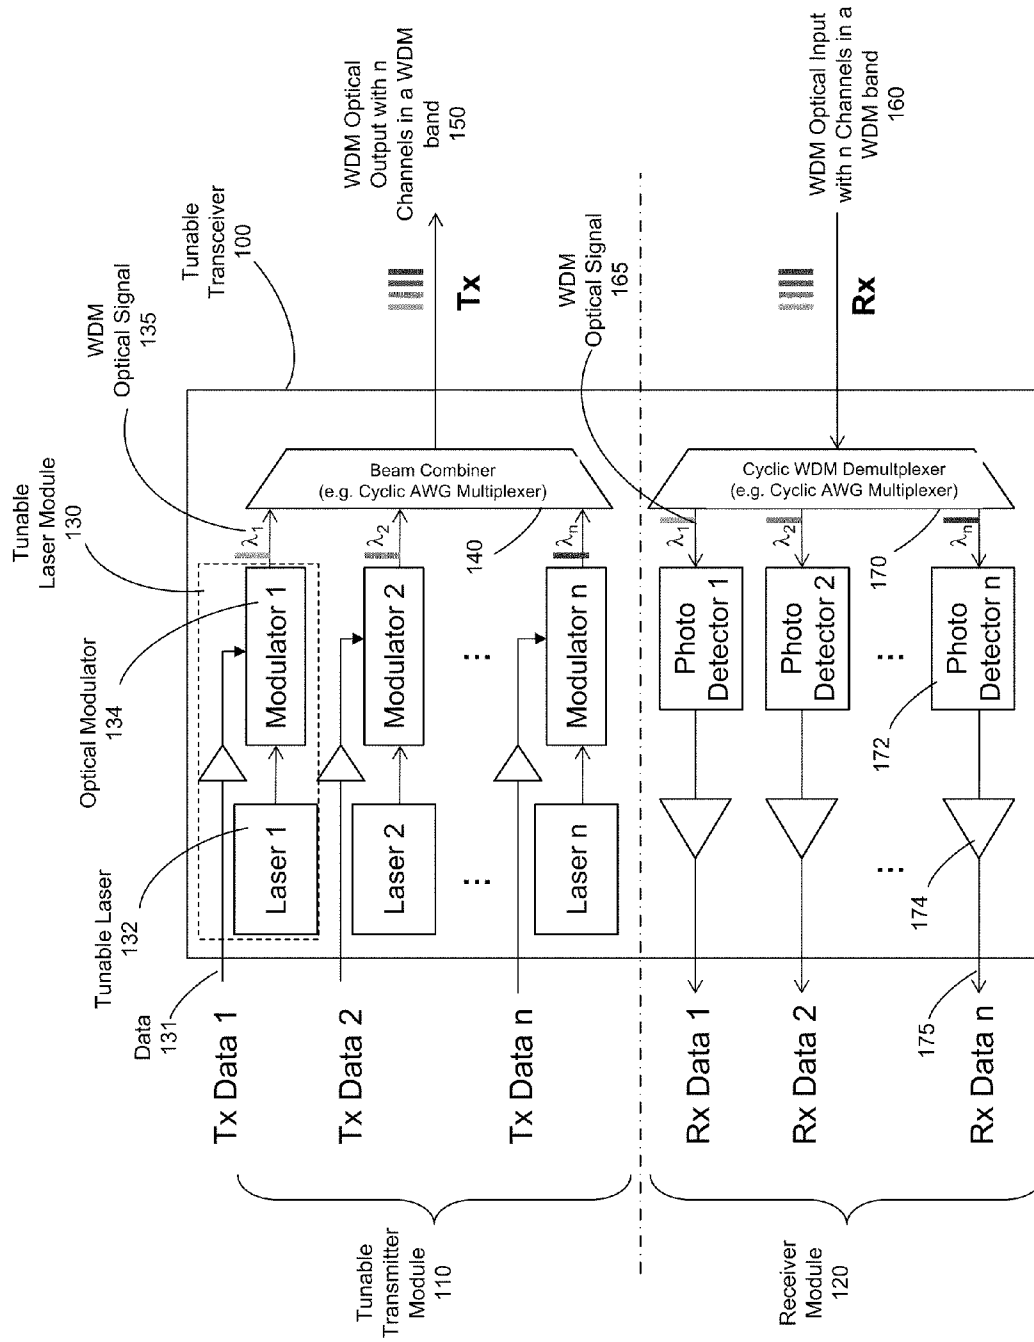 Tunable
Transceiver
100
WDM
Optical Signal
135
Tunable
Laser Module
130
Optical Modulator
134
Tunable Laser
132
Data
131
Tx Data 1
Laser 1
Modulator 1
λ1
Tx Data 2
Laser 2
Modulator 2
λ2
...
...
Tx Data n
Laser n
Modulator n
λn
Beam Combiner
(e.g. Cyclic AWG Multiplexer)
140
Tx
WDM Optical
Output with n
Channels in a WDM
band
150
Tunable
Transmitter
Module
110
WDM
Optical Signal
165
Rx Data 1
Photo
Detector 1
λ1
Rx Data 2
Photo
Detector 2
λ2
...
...
Rx Data n
Photo
Detector n
λn
175
174
172
170
Cyclic WDM Demultplexer
(e.g. Cyclic AWG Multiplexer)
Rx
WDM Optical Input
with n Channels in a
WDM band
160
Receiver
Module
120